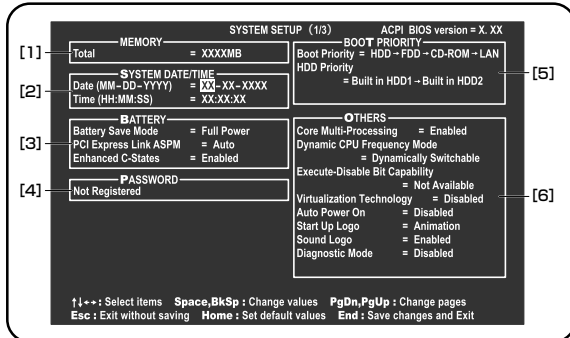 SYSTEM SETUP (1/3) ACPI BIOS version = X. XX
[1]
MEMORY
Total = XXXXMB
[2]
SYSTEM DATE/TIME
Date (MM-DD-YYYY) = XX-XX-XXXX
Time (HH:MM:SS) = XX:XX:XX
[3]
BATTERY
Battery Save Mode = Full Power
PCI Express Link ASPM = Auto
Enhanced C-States = Enabled
[4]
PASSWORD
Not Registered
BOOT PRIORITY
Boot Priority = HDD → FDD → CD-ROM → LAN
HDD Priority
= Built in HDD1 → Built in HDD2
[5]
OTHERS
Core Multi-Processing = Enabled
Dynamic CPU Frequency Mode
= Dynamically Switchable
Execute-Disable Bit Capability
= Not Available
Virtualization Technology = Disabled
Auto Power On = Disabled
Start Up Logo = Animation
Sound Logo = Enabled
Diagnostic Mode = Disabled
[6]
↑↓←→ : Select items Space,BkSp : Change values PgDn,PgUp : Change pages
Esc : Exit without saving Home : Set default values End : Save changes and Exit